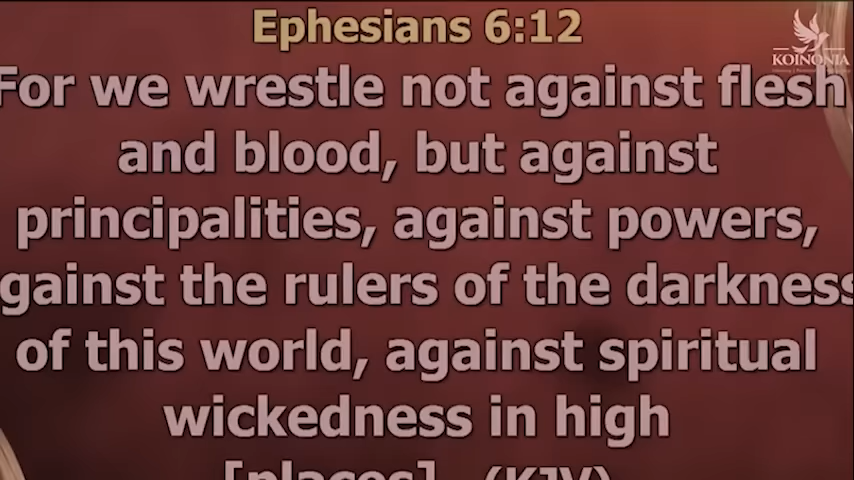 Ephesians 6:12
KOINONIA
For we wrestle not against flesh
and blood, but against
principalities, against powers,
gainst the rulers of the darkness
of this world, against spiritual
wickedness in high
[places]. (KJV)